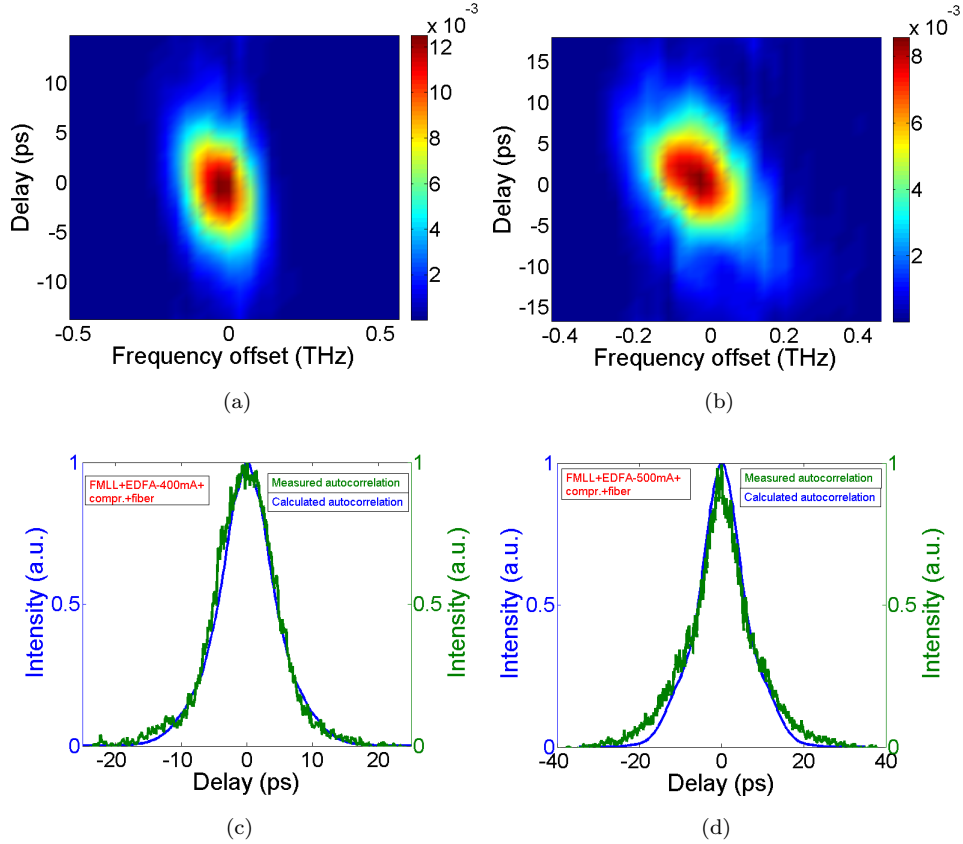 x 10⁻³
12
10
8
6
4
2
10
5
0
-5
-10
Delay (ps)
-0.5
0
0.5
Frequency offset (THz)
(a)
x 10⁻³
8
6
4
2
15
10
5
0
-5
-10
-15
Delay (ps)
-0.4
-0.2
0
0.2
0.4
Frequency offset (THz)
(b)
FMLL+EDFA-400mA+
compr.+fiber
Measured autocorrelation
Calculated autocorrelation
1
0.5
0
Intensity (a.u.)
1
0.5
0
Intensity (a.u.)
-20
-10
0
10
20
Delay (ps)
(c)
FMLL+EDFA-500mA+
compr.+fiber
Measured autocorrelation
Calculated autocorrelation
1
0.5
0
Intensity (a.u.)
1
0.5
0
Intensity (a.u.)
-40
-20
0
20
40
Delay (ps)
(d)